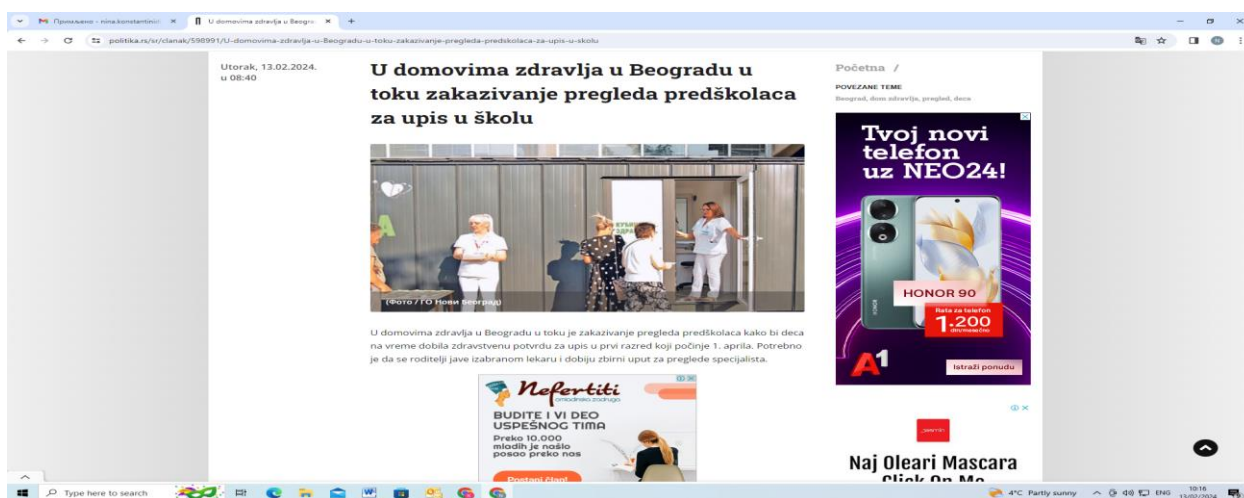 U domovima zdravlja u Beogra
politika.rs/sr/clanak/598991/U-domovima-zdravlja-u-Beogradu-u-toku-zakazivanje-pregleda-predskolaca-za-upis-u-skolu
Utorak, 13.02.2024.
u 08:40
U domovima zdravlja u Beogradu u
toku zakazivanje pregleda predškolaca
za upis u školu
(Фото / ГО Нови Београд)
U domovima zdravlja u Beogradu u toku je zakazivanje pregleda predškolaca kako bi deca
na vreme dobila zdravstvenu potvrdu za upis u prvi razred koji počinje 1. aprila. Potrebno
je da se roditelji jave izabranom lekaru i dobiju zbirni uput za preglede specijalista.
Nefertiti
omladinska zadruga
BUDITE I VI DEO
USPEŠNOG TIMA
Preko 10.000
mladih je našlo
posao preko nas
Postani član!
Početna /
POVEZANE TEME
Beograd, dom zdravlja, pregled, deca
Tvoj novi
telefon
uz NEO24!
HONOR 90
Rata za telefon
1.200
din/mesečno
A1
Istraži ponudu
Naj Oleari Mascara
Click On Me
Type here to search
4°C Partly sunny
ENG
10:16
13/02/2024